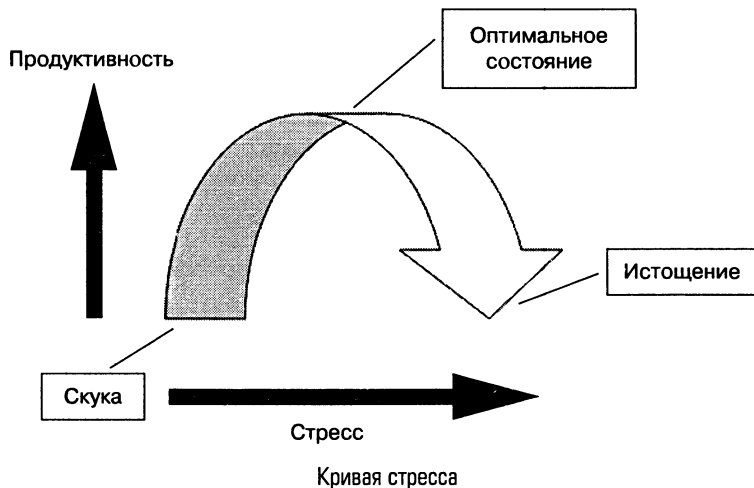 Оптимальное
состояние
Продуктивность
Истощение
Скука
Стресс
Кривая стресса